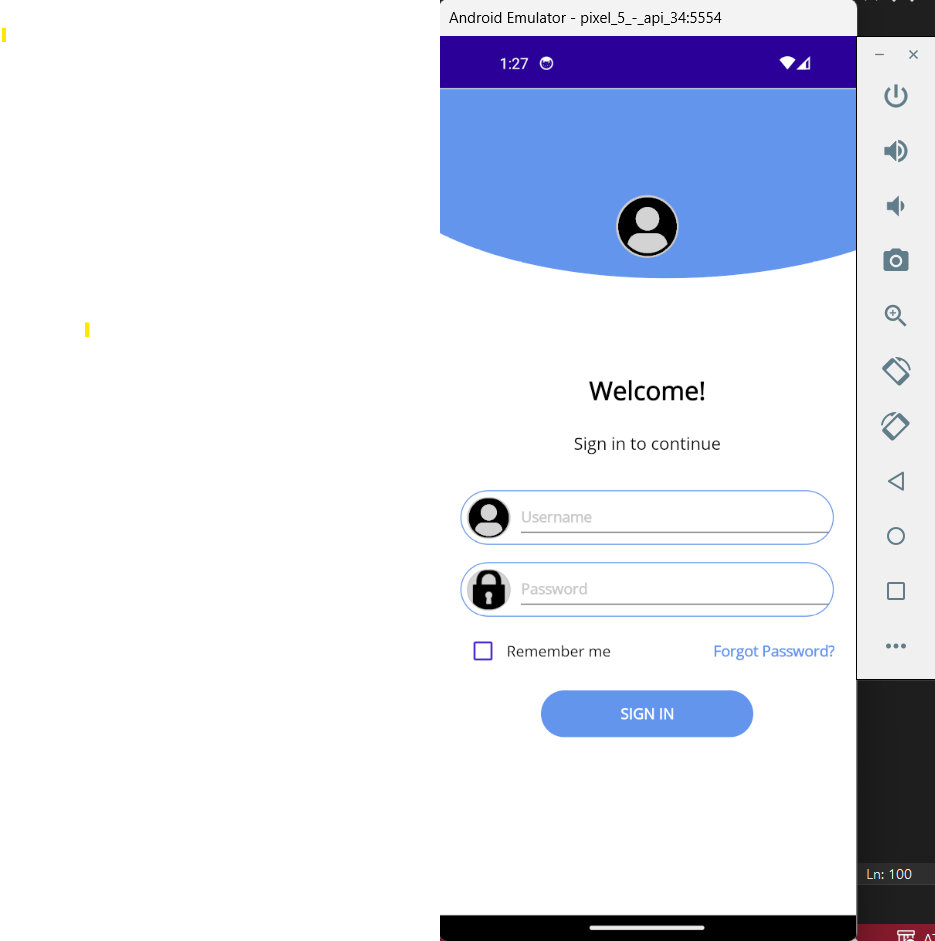 Android Emulator - pixel_5_-_api_34:5554
1:27
Welcome!
Sign in to continue
Username
Password
Remember me
Forgot Password?
SIGN IN
Ln: 100